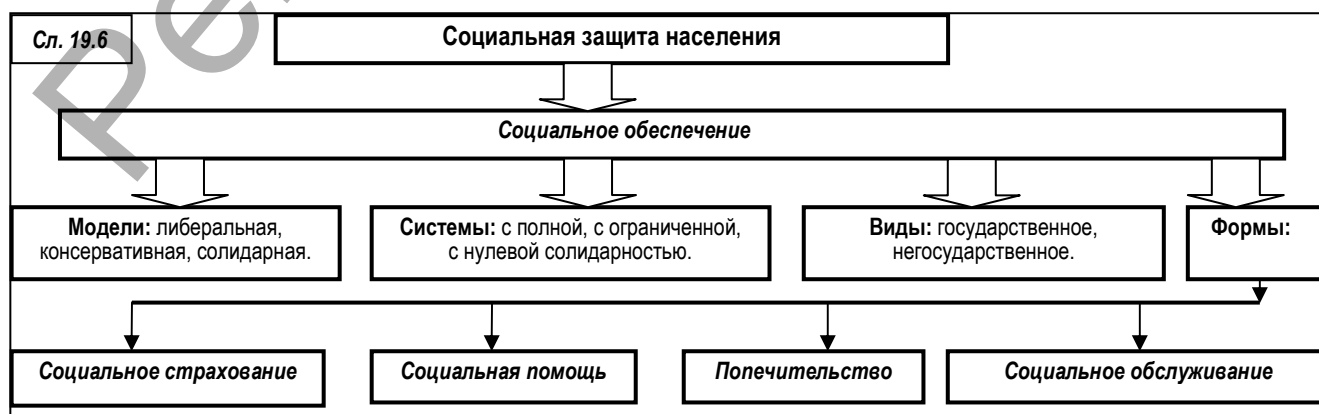 Сл. 19.6
Социальная защита населения
Социальное обеспечение
Модели: либеральная,
консервативная, солидарная.
Системы: с полной, с ограниченной,
с нулевой солидарностью.
Виды: государственное,
негосударственное.
Формы:
Социальное страхование
Социальная помощь
Попечительство
Социальное обслуживание